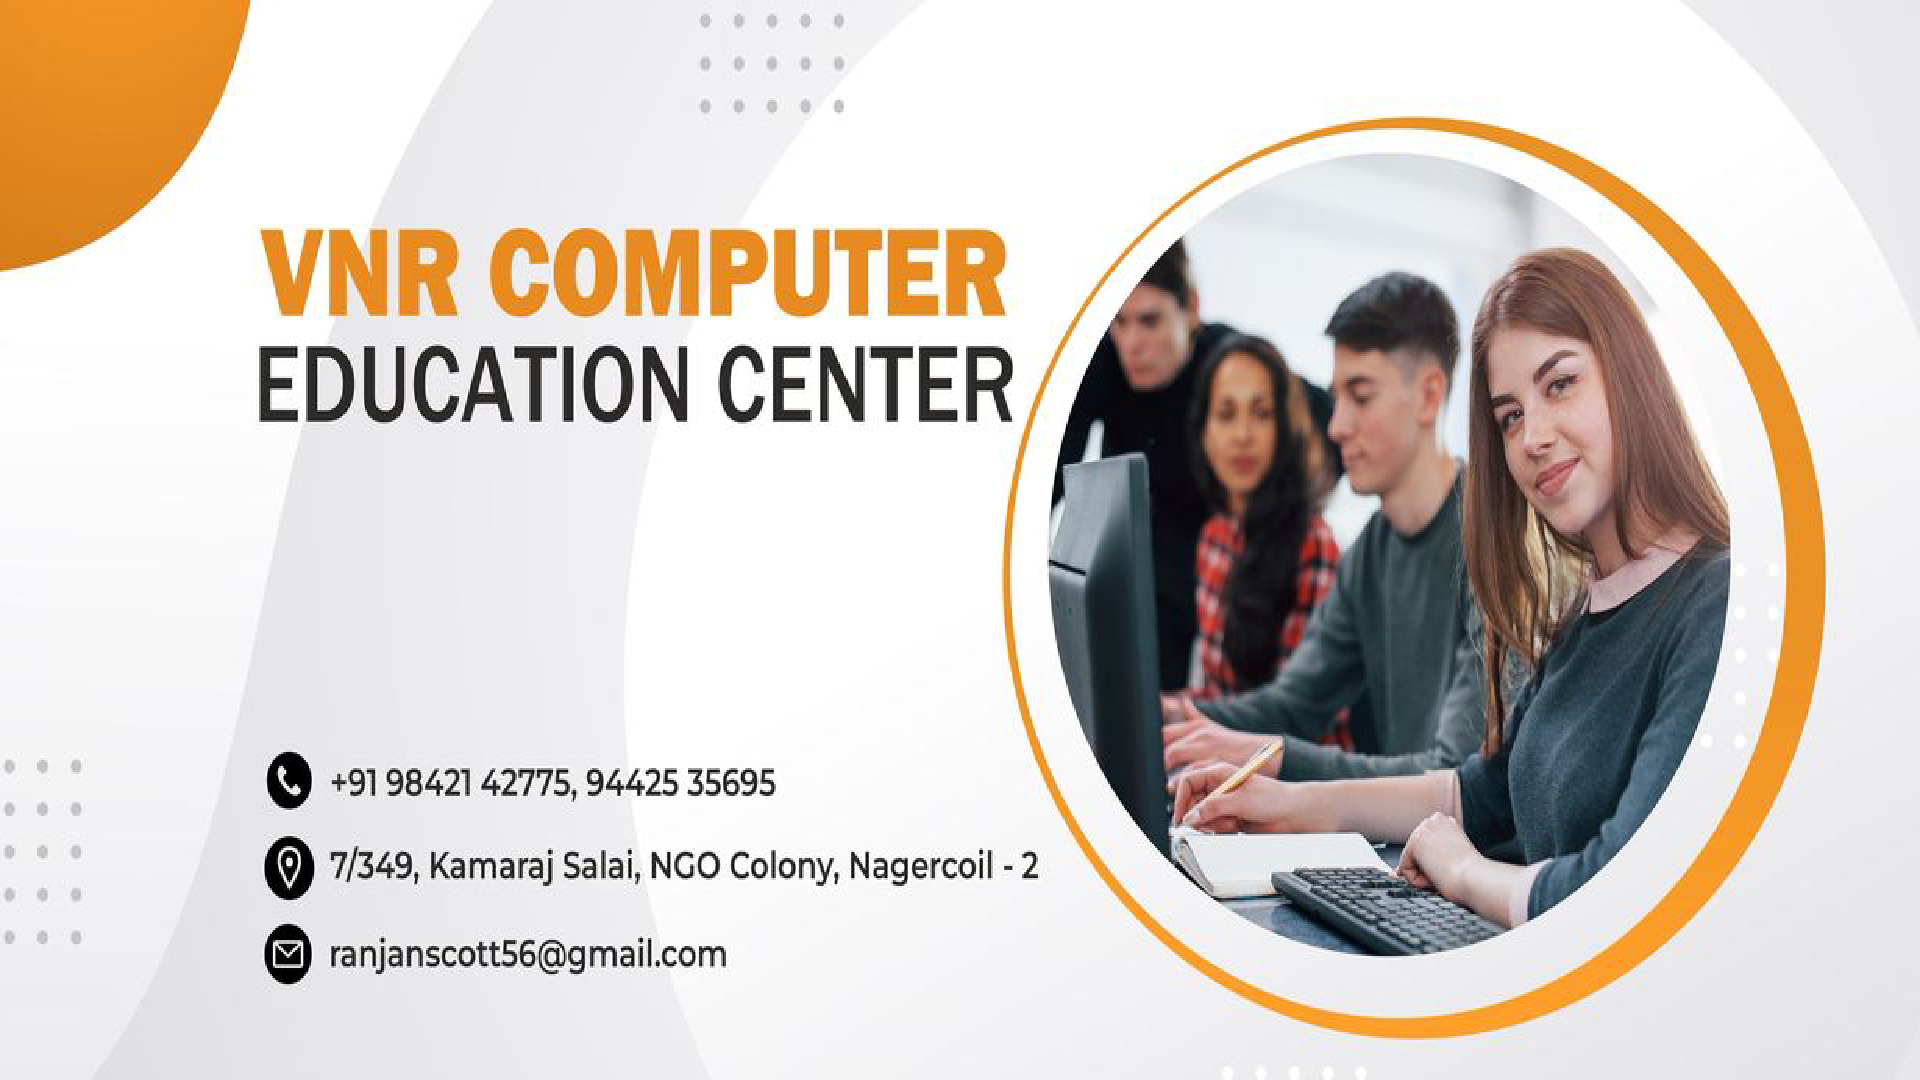 VNR COMPUTER
EDUCATION CENTER
+91 98421 42775, 94425 35695
7/349, Kamaraj Salai, NGO Colony, Nagercoil - 2
ranjanscott56@gmail.com